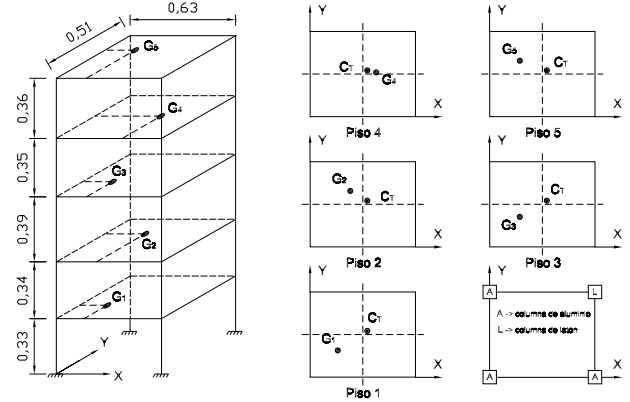 0,51
0,63
0,36
0,35
0,39
0,34
0,33
G5
G4
G3
G2
G1
Y
X
Y
CT
G4
X
Piso 4
Y
G5
CT
X
Piso 5
Y
G2
CT
X
Piso 2
Y
CT
G3
X
Piso 3
Y
CT
G1
X
Piso 1
Y
A
L
A -> columna de aluminio
L -> columna de laton
A
A
X